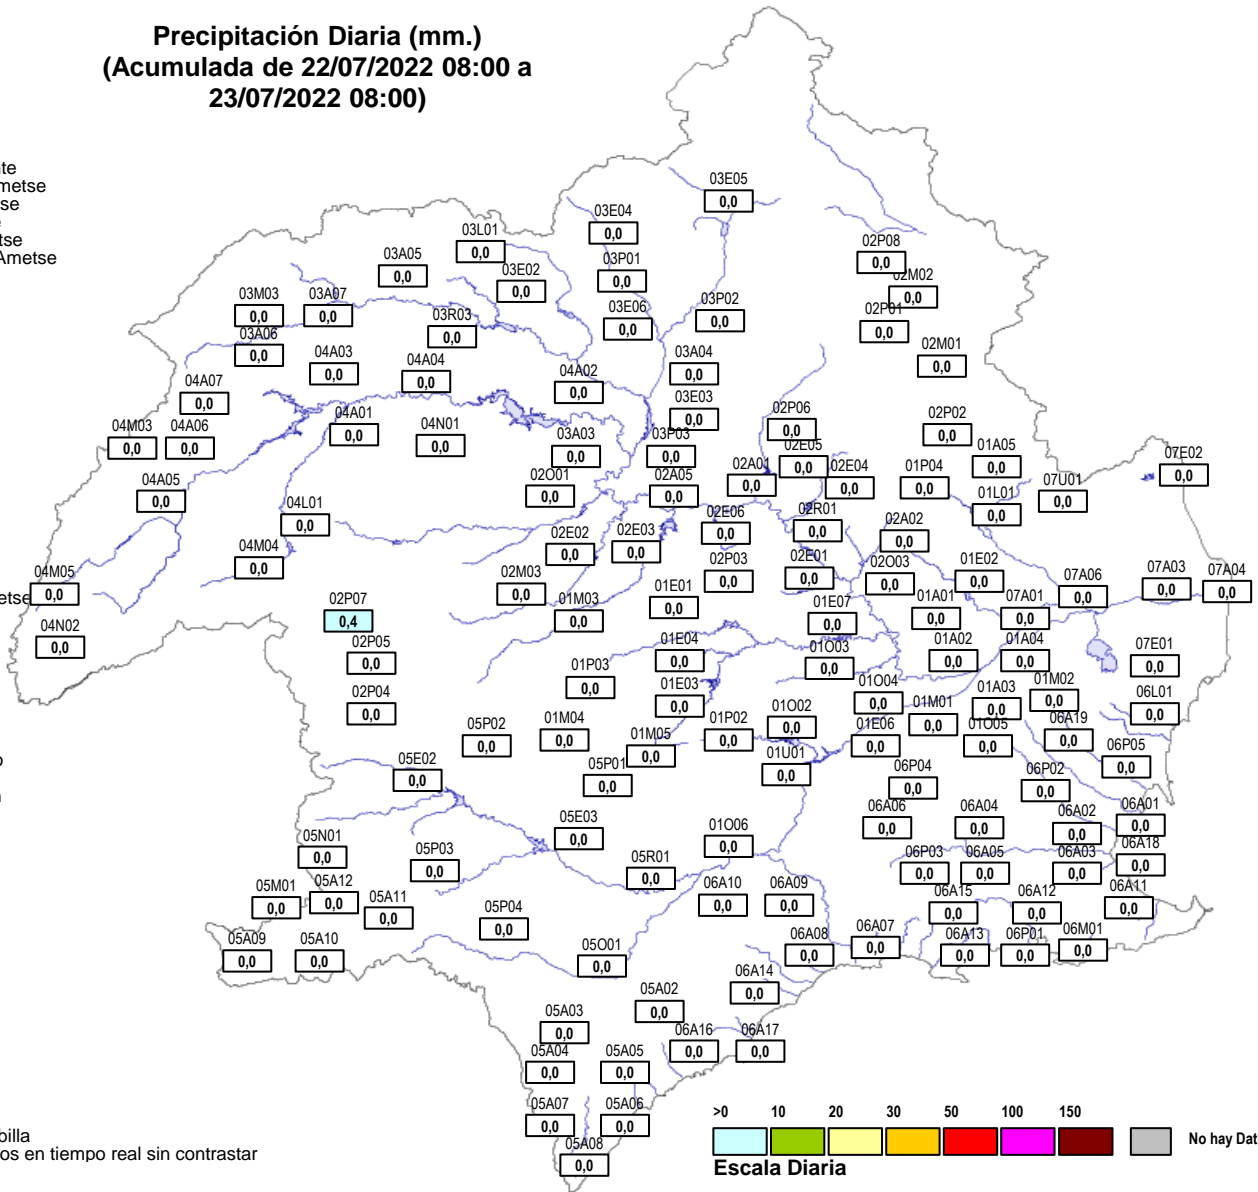 Precipitación Diaria (mm.)
(Acumulada de 22/07/2022 08:00 a
23/07/2022 08:00)
nte
metse
tse
e
tse
Ametse
03E05
0,0
03E04
0,0
03L01
0,0
03A05
0,0
03P01
0,0
03E02
0,0
02P08
0,0
02M02
0,0
03M03
0,0
03A07
0,0
03R03
0,0
03E06
0,0
03P02
0,0
02P01
0,0
03A06
0,0
04A03
0,0
04A04
0,0
04A02
0,0
03A04
0,0
02M01
0,0
04A07
0,0
03E03
0,0
04M03
0,0
04A06
0,0
04A01
0,0
04N01
0,0
03A03
0,0
03P03
0,0
02P06
0,0
02E05
0,0
02P02
0,0
01A05
0,0
07E02
0,0
04A05
0,0
02O01
0,0
02A05
0,0
02A01
0,0
02E04
0,0
01P04
0,0
01L01
0,0
07U01
0,0
04L01
0,0
02E02
0,0
02E03
0,0
02E06
0,0
02R01
0,0
02A02
0,0
04M04
0,0
02M03
0,0
02P03
0,0
02E01
0,0
02O03
0,0
01E02
0,0
07A06
0,0
07A03
0,0
07A04
0,0
04M05
0,0
etse
02P07
0,4
01M03
0,0
01E01
0,0
01E07
0,0
01A01
0,0
07A01
0,0
04N02
0,0
02P05
0,0
01E04
0,0
01O03
0,0
01A02
0,0
01A04
0,0
07E01
0,0
02P04
0,0
01P03
0,0
01E03
0,0
01O04
0,0
01M01
0,0
01A03
0,0
01M02
0,0
06L01
0,0
05P02
0,0
01M04
0,0
01M05
0,0
01P02
0,0
01O02
0,0
01E06
0,0
01O05
0,0
06A19
0,0
06P05
0,0
o
05E02
0,0
05P01
0,0
01U01
0,0
06P04
0,0
06P02
0,0
05E03
0,0
01O06
0,0
06A06
0,0
06A04
0,0
06A02
0,0
06A01
0,0
05N01
0,0
05P03
0,0
05R01
0,0
06P03
0,0
06A05
0,0
06A03
0,0
06A18
0,0
05M01
0,0
05A12
0,0
05A11
0,0
06A10
0,0
06A09
0,0
06A15
0,0
06A12
0,0
06A11
0,0
05A09
0,0
05A10
0,0
05P04
0,0
05O01
0,0
06A08
0,0
06A07
0,0
06A13
0,0
06P01
0,0
06M01
0,0
06A14
0,0
05A02
0,0
05A03
0,0
06A16
0,0
06A17
0,0
05A04
0,0
05A05
0,0
05A07
0,0
05A06
0,0
05A08
0,0
>0 10 20 30 50 100 150
No hay Dat
Escala Diaria
billa
os en tiempo real sin contrastar